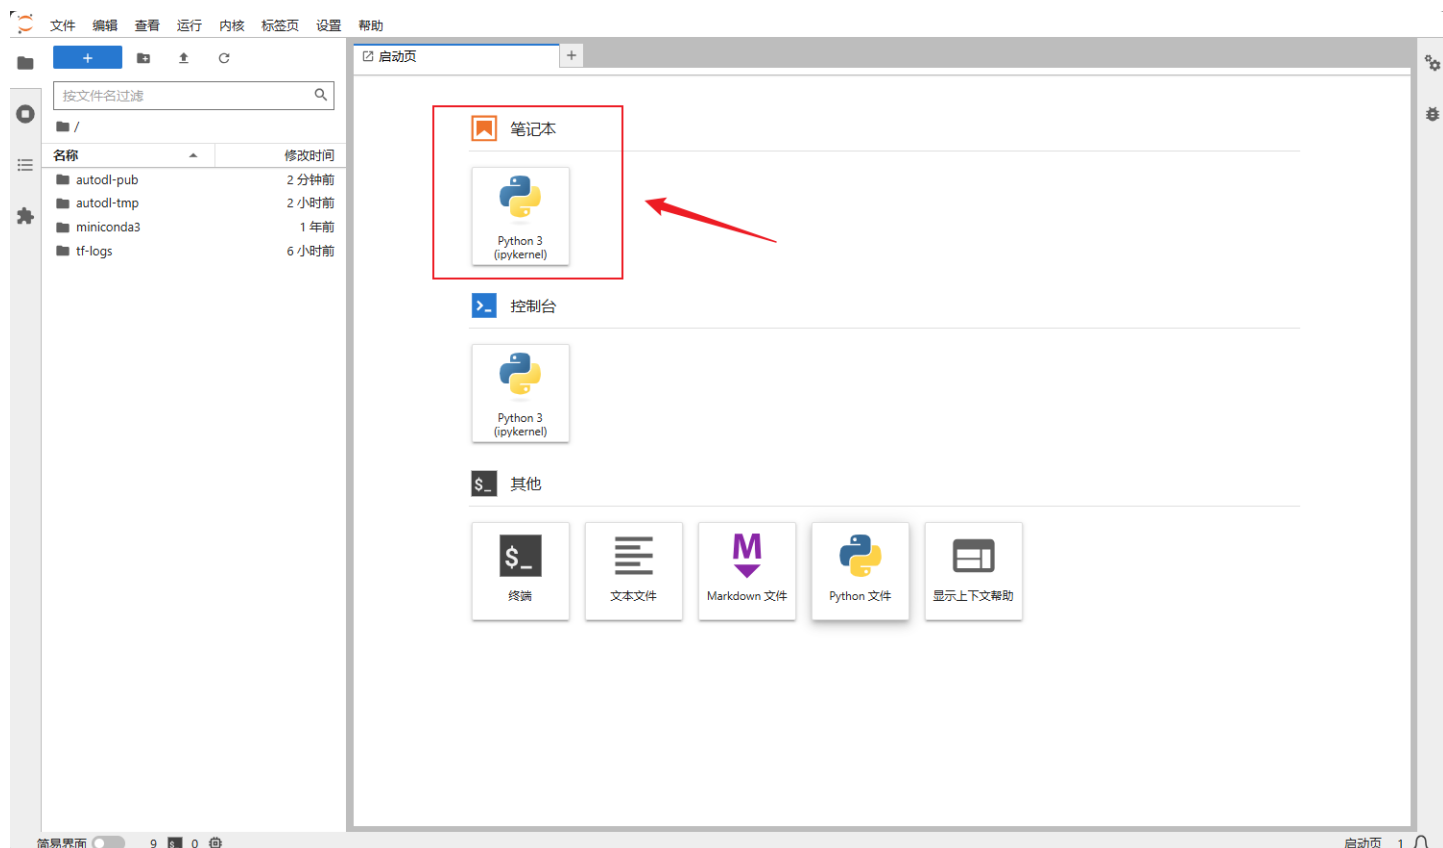 文件 编辑 查看 运行 内核 标签页 设置 帮助
+
启动页 +
按文件名过滤
/
名称 修改时间
autodl-pub 2 分钟前
autodl-tmp 2 小时前
miniconda3 1 年前
tf-logs 6 小时前
笔记本
Python 3
(ipykernel)
控制台
Python 3
(ipykernel)
$_ 其他
$_
终端
文本文件
M
Markdown 文件
Python 文件
显示上下文帮助
简易界面 9 0 启动页 1